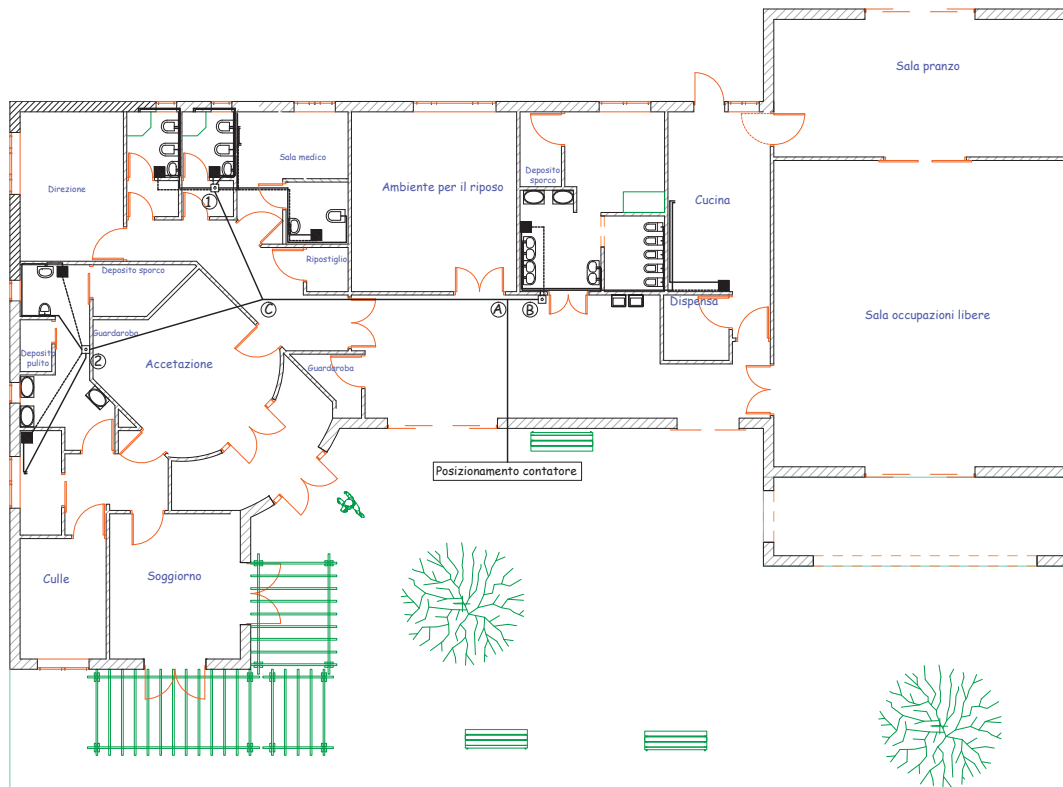 Sala pranzo
Sala medico
Deposito
sporco
Direzione
Ambiente per il riposo
Cucina
1
Ripostiglio
Deposito sporco
C
A
B
Dispensa
Sala occupazioni libere
Guardaroba
Deposito
pulito
2
Accetazione
Guardaroba
Posizionamento contatore
Culle
Soggiorno